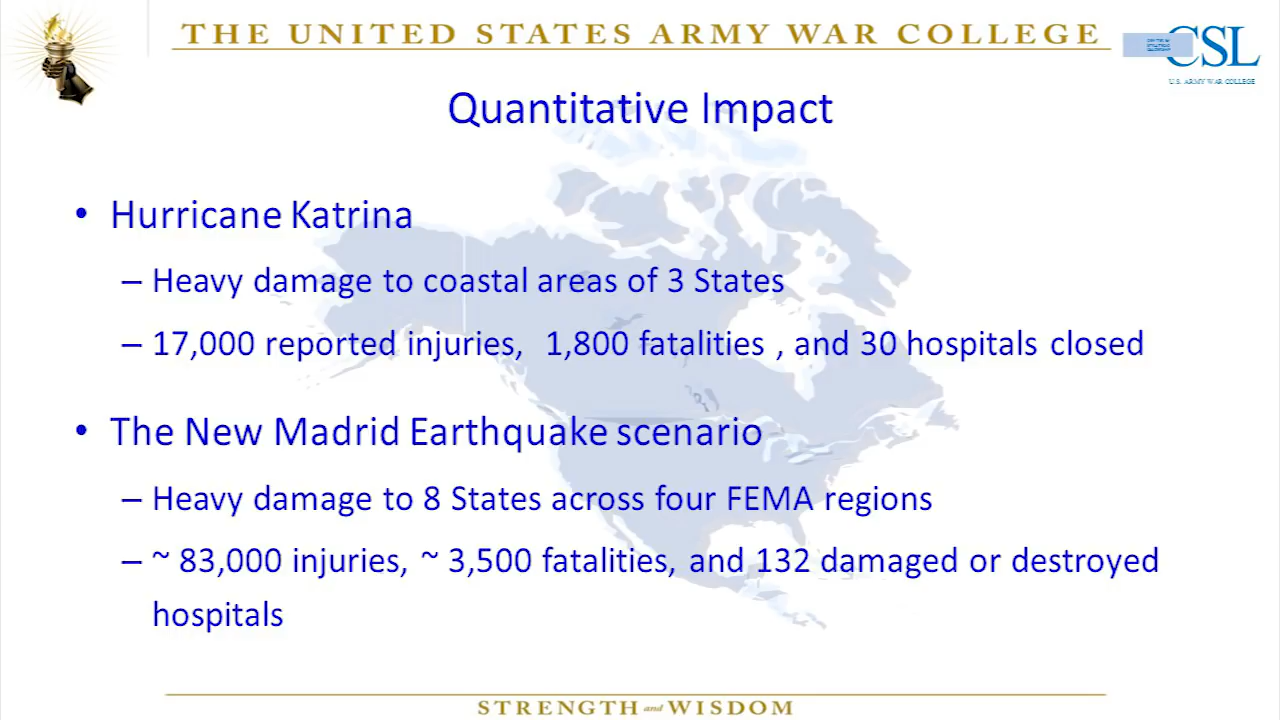 THE UNITED STATES ARMY WAR COLLEGE
CSL
U.S. ARMY WAR COLLEGE
Quantitative Impact
• Hurricane Katrina
– Heavy damage to coastal areas of 3 States
– 17,000 reported injuries, 1,800 fatalities , and 30 hospitals closed
• The New Madrid Earthquake scenario
– Heavy damage to 8 States across four FEMA regions
– ~ 83,000 injuries, ~ 3,500 fatalities, and 132 damaged or destroyed
hospitals
STRENGTH and WISDOM